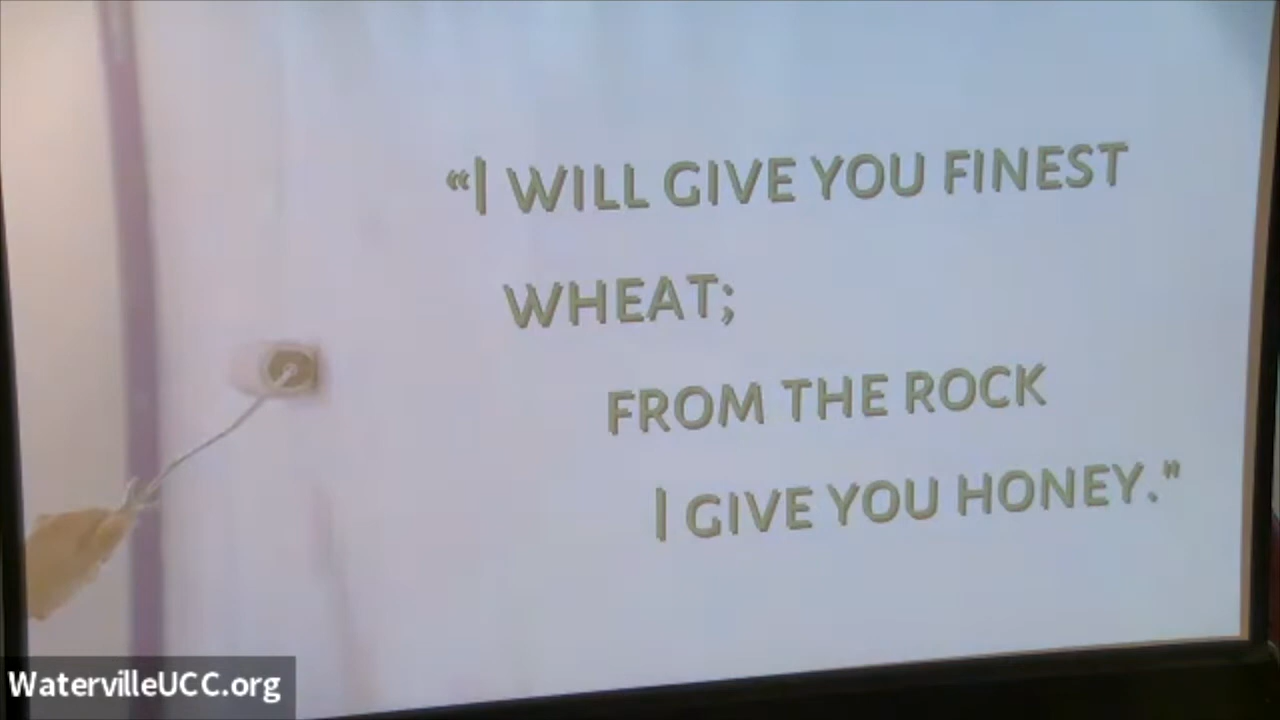 “I WILL GIVE YOU FINEST
WHEAT;
FROM THE ROCK
I GIVE YOU HONEY.”
WatervilleUCC.org